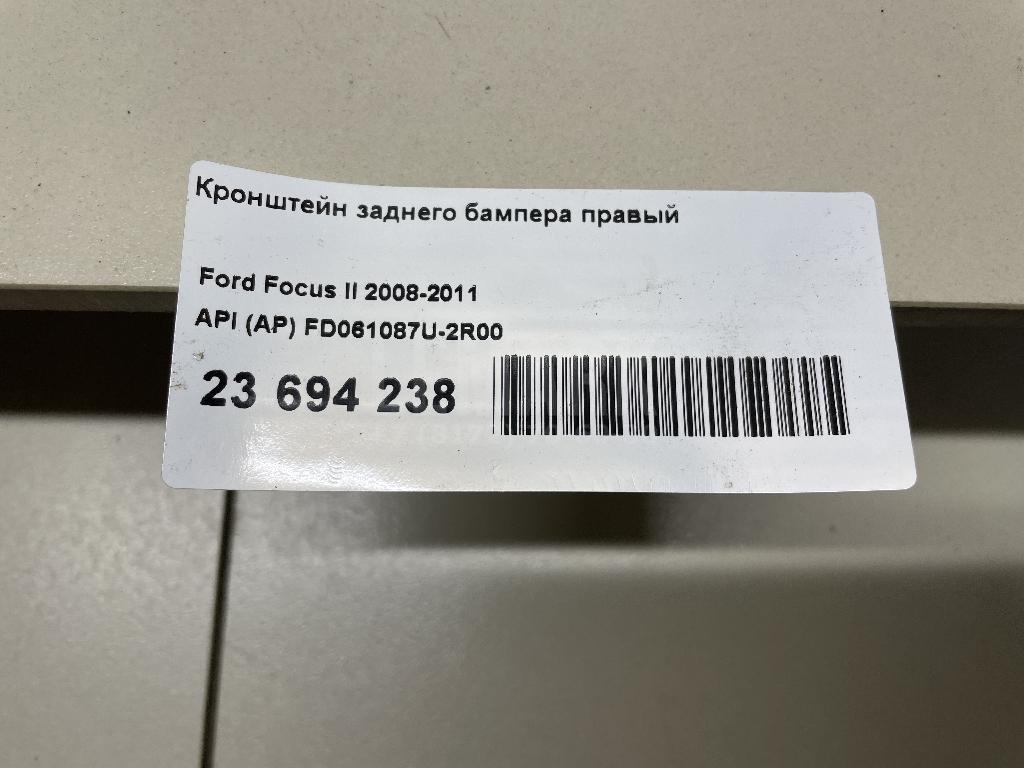 Кронштейн заднего бампера правый
Ford Focus II 2008-2011
API (AP) FD061087U-2R00
23 694 238